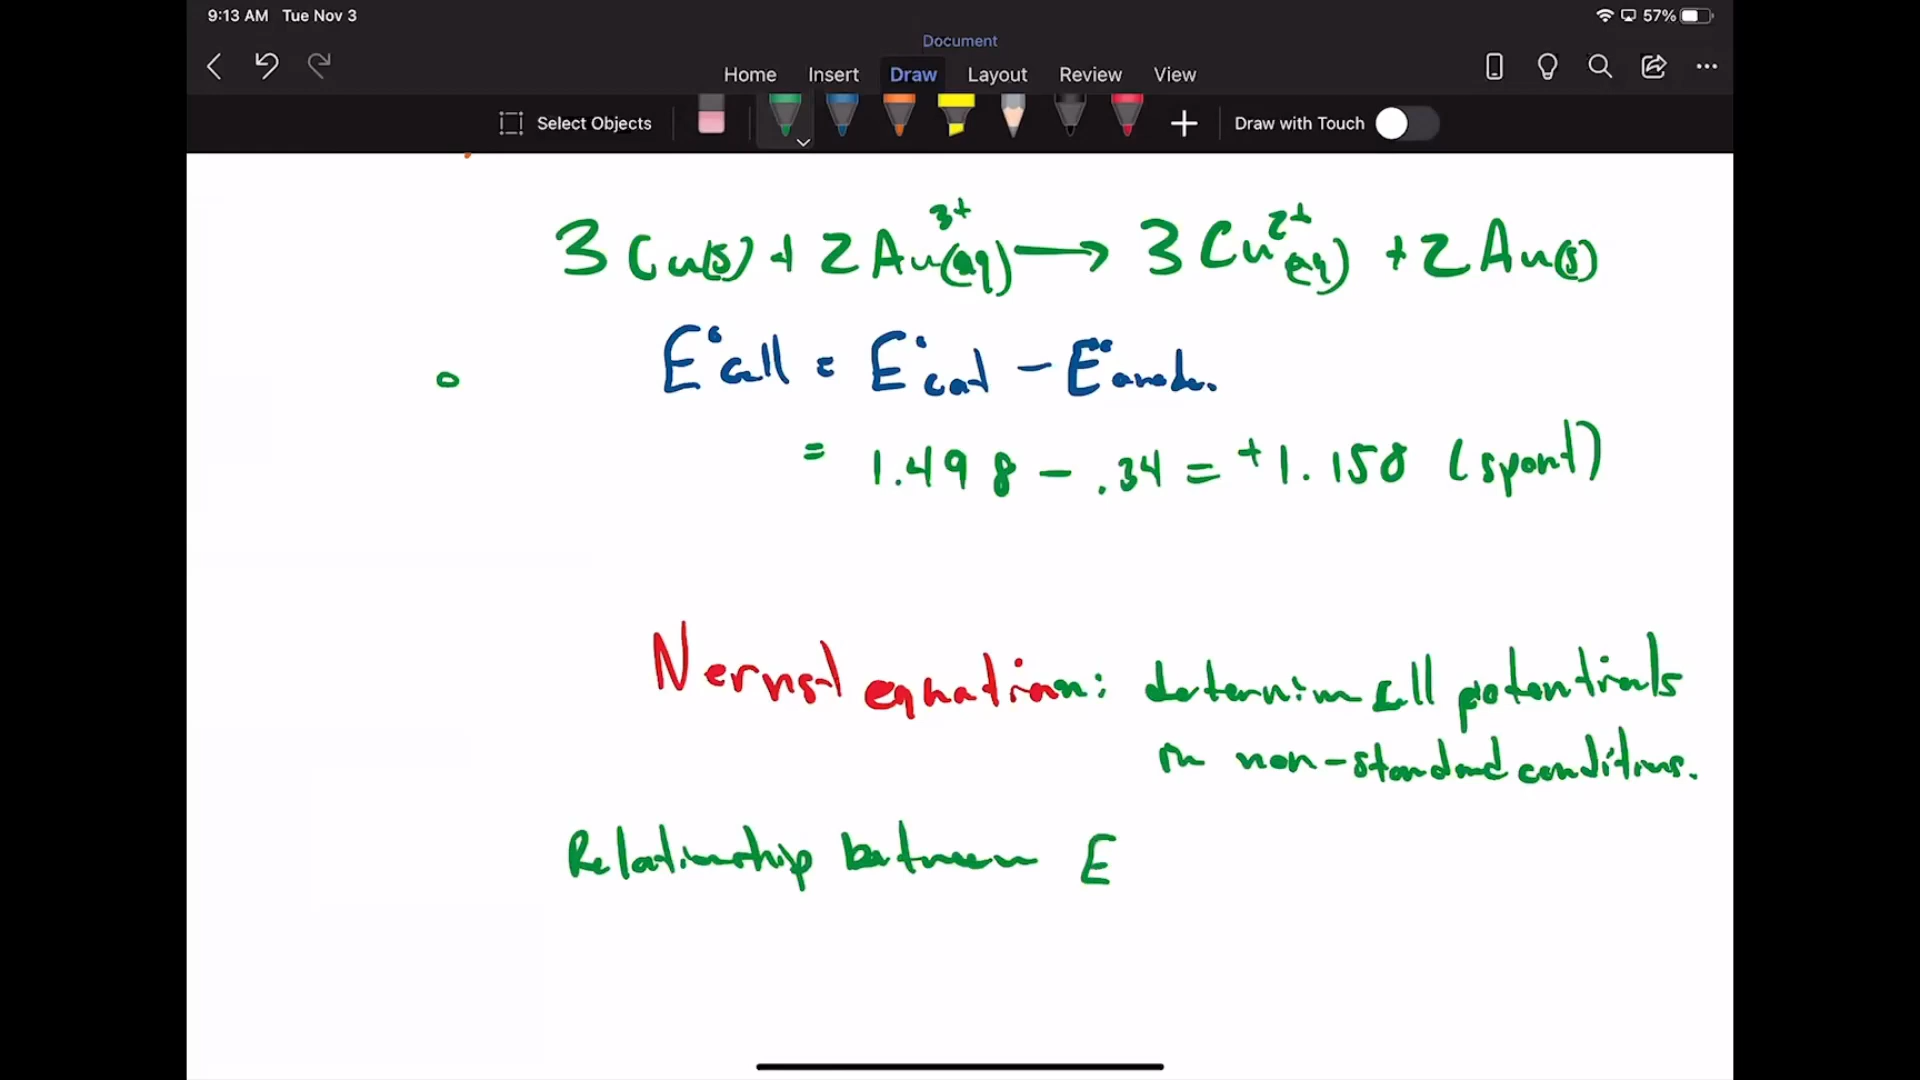 9:13 AM Tue Nov 3 57%
Document
Home Insert Draw Layout Review View
Select Objects Draw with Touch
3 Cu(s) + 2 Au³⁺(aq) → 3 Cu²⁺(aq) + 2 Au(s)
E°cell = E°cat - E°anode.
= 1.498 - .34 = +1.158 (spont)
Nernst equation: determine cell potentials
in non-standard conditions.
Relationship between E